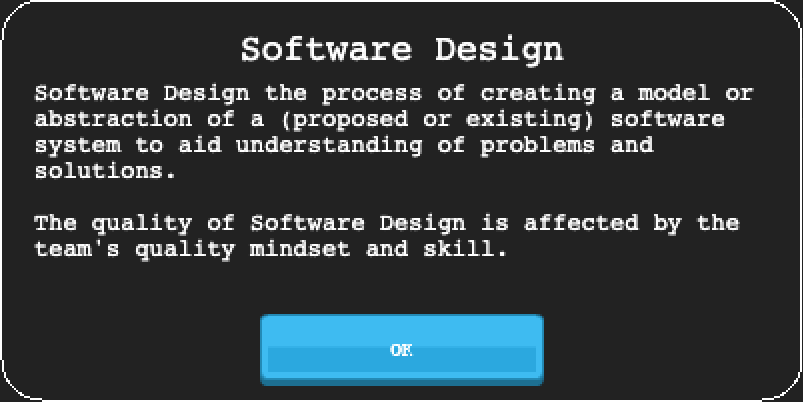 Software Design
Software Design the process of creating a model or
abstraction of a (proposed or existing) software
system to aid understanding of problems and
solutions.
The quality of Software Design is affected by the
team's quality mindset and skill.
OK